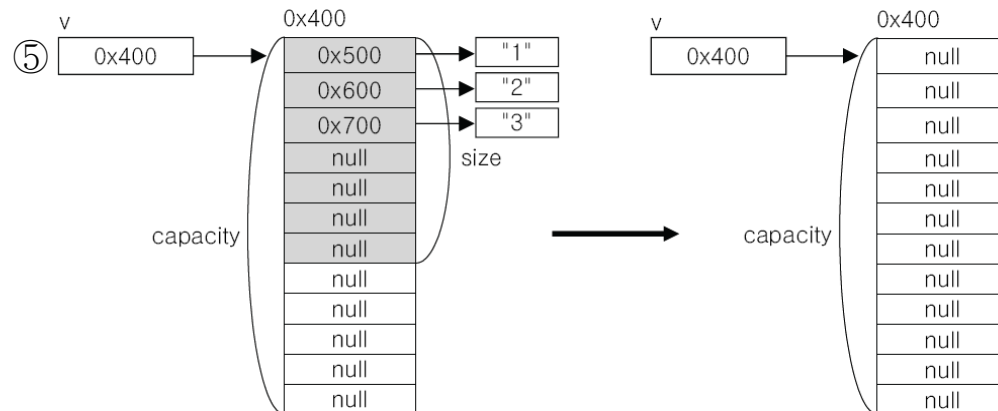 v
0x400
v
0x400
⑤
0x400
0x500
"1"
0x400
null
0x600
"2"
null
0x700
"3"
null
null
size
null
null
null
null
null
null
capacity
null
capacity
null
null
null
null
null
null
null
null
null
null
null